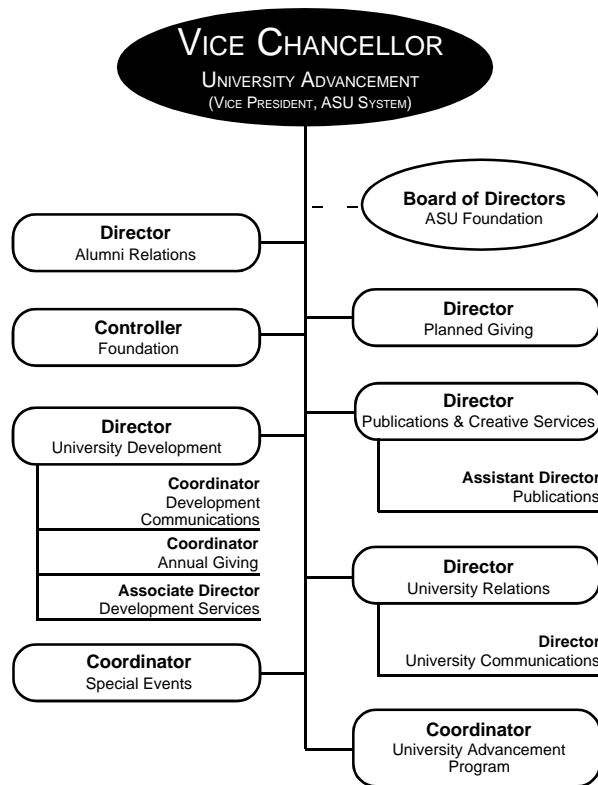 VICE CHANCELLOR
UNIVERSITY ADVANCEMENT
(VICE PRESIDENT, ASU SYSTEM)
Board of Directors
ASU Foundation
Director
Alumni Relations
Director
Planned Giving
Controller
Foundation
Director
Publications & Creative Services
Assistant Director
Publications
Director
University Development
Coordinator
Development
Communications
Coordinator
Annual Giving
Associate Director
Development Services
Director
University Relations
Director
University Communications
Coordinator
Special Events
Coordinator
University Advancement
Program